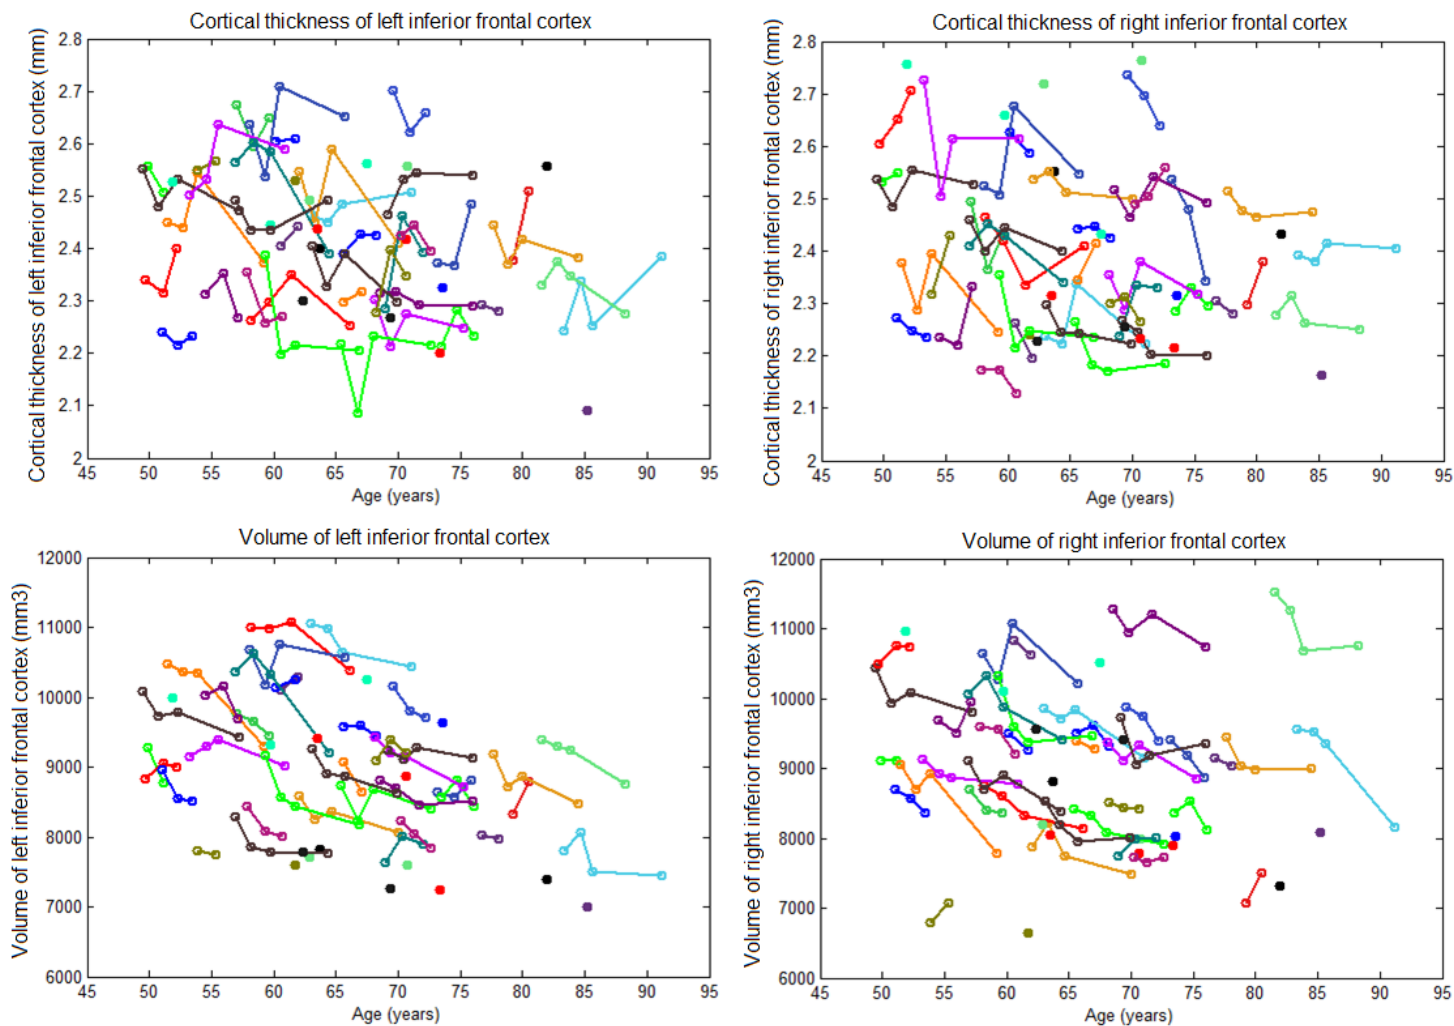 Cortical thickness of left inferior frontal cortex
Cortical thickness of left inferior frontal cortex (mm)
2.8
2.7
2.6
2.5
2.4
2.3
2.2
2.1
2
45 50 55 60 65 70 75 80 85 90 95
Age (years)
Cortical thickness of right inferior frontal cortex
Cortical thickness of right inferior frontal cortex (mm)
2.8
2.7
2.6
2.5
2.4
2.3
2.2
2.1
2
45 50 55 60 65 70 75 80 85 90 95
Age (years)
Volume of left inferior frontal cortex
Volume of left inferior frontal cortex (mm3)
12000
11000
10000
9000
8000
7000
6000
45 50 55 60 65 70 75 80 85 90 95
Age (years)
Volume of right inferior frontal cortex
Volume of right inferior frontal cortex (mm3)
12000
11000
10000
9000
8000
7000
6000
45 50 55 60 65 70 75 80 85 90 95
Age (years)